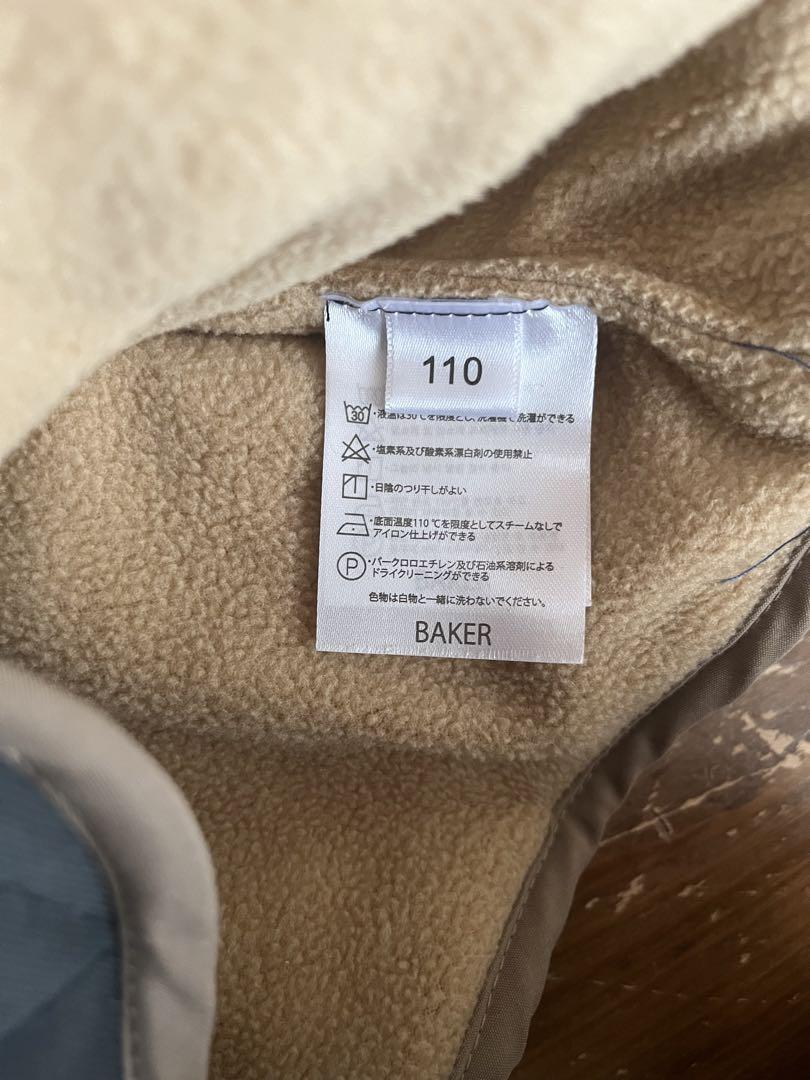 110
30
・液温は30℃を限度とし、洗濯機で洗濯ができる
・塩素系及び酸素系漂白剤の使用禁止
・日陰のつり干しがよい
・底面温度110℃を限度としてスチームなしで
アイロン仕上げができる
P
・パークロロエチレン及び石油系溶剤による
ドライクリーニングができる
色物は白物と一緒に洗わないでください。
BAKER